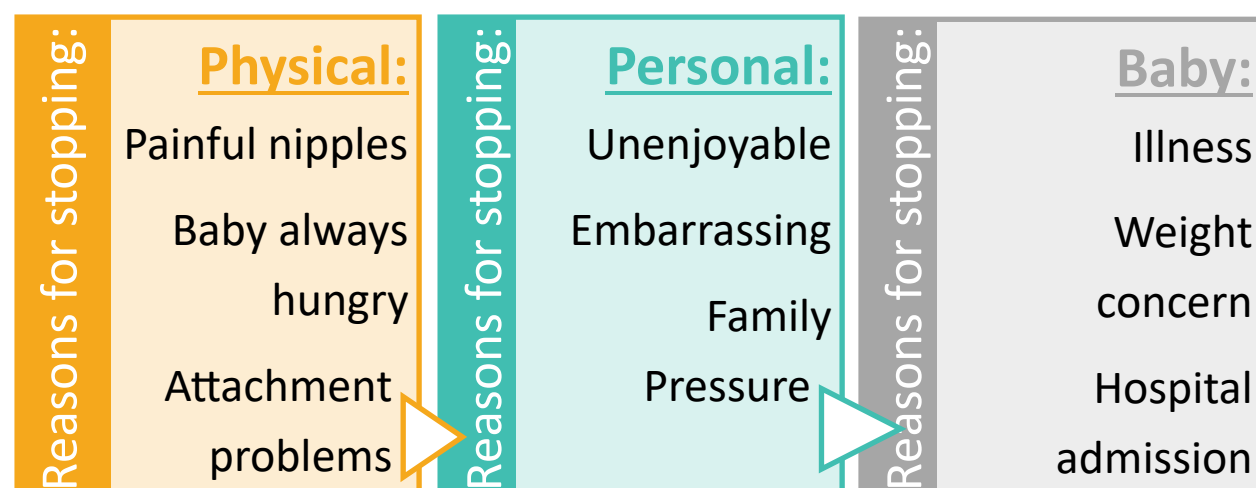 Reasons for stopping:
Physical:
Painful nipples
Baby always
hungry
Attachment
problems
Reasons for stopping:
Personal:
Unenjoyable
Embarrassing
Family
Pressure
Reasons for stopping:
Baby:
Illness
Weight
concern
Hospital
admission